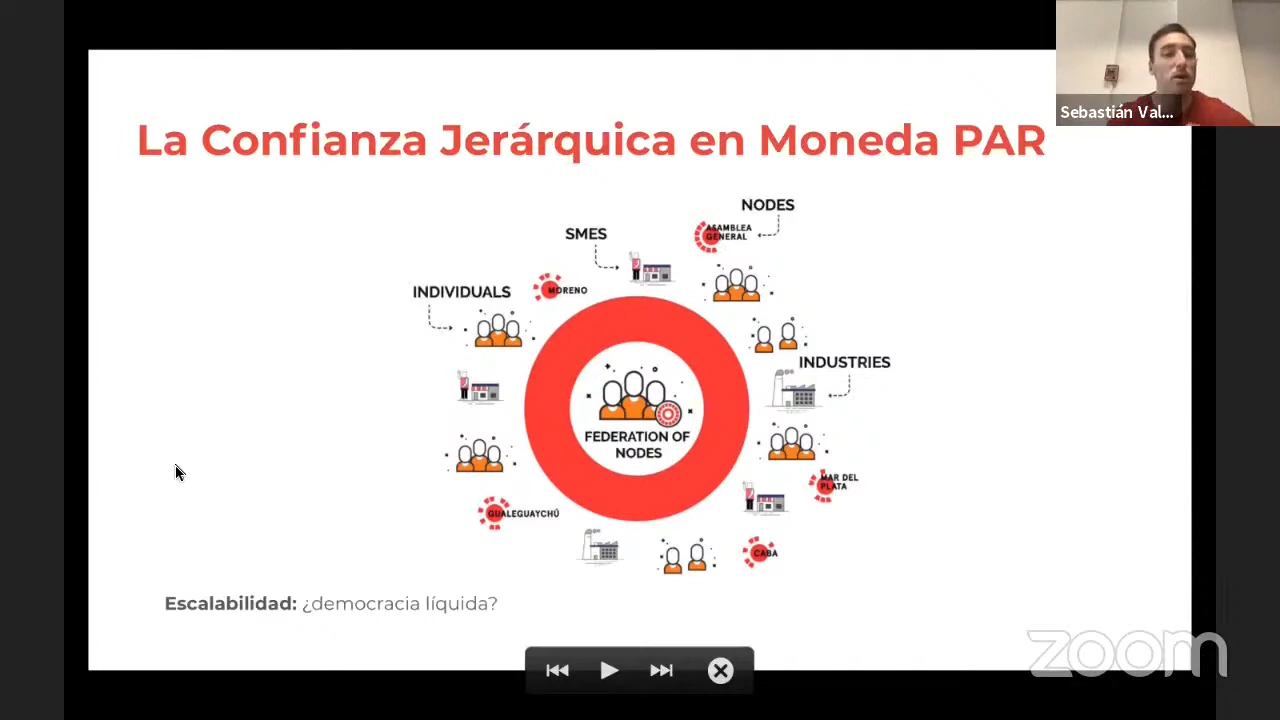 Sebastián Val...
La Confianza Jerárquica en Moneda PAR
NODES
ASAMBLEA
GENERAL
SMES
INDIVIDUALS
MORENO
INDUSTRIES
FEDERATION OF
NODES
MAR DEL
PLATA
GUALEGUAYCHÚ
CABA
Escalabilidad: ¿democracia líquida?
zoom